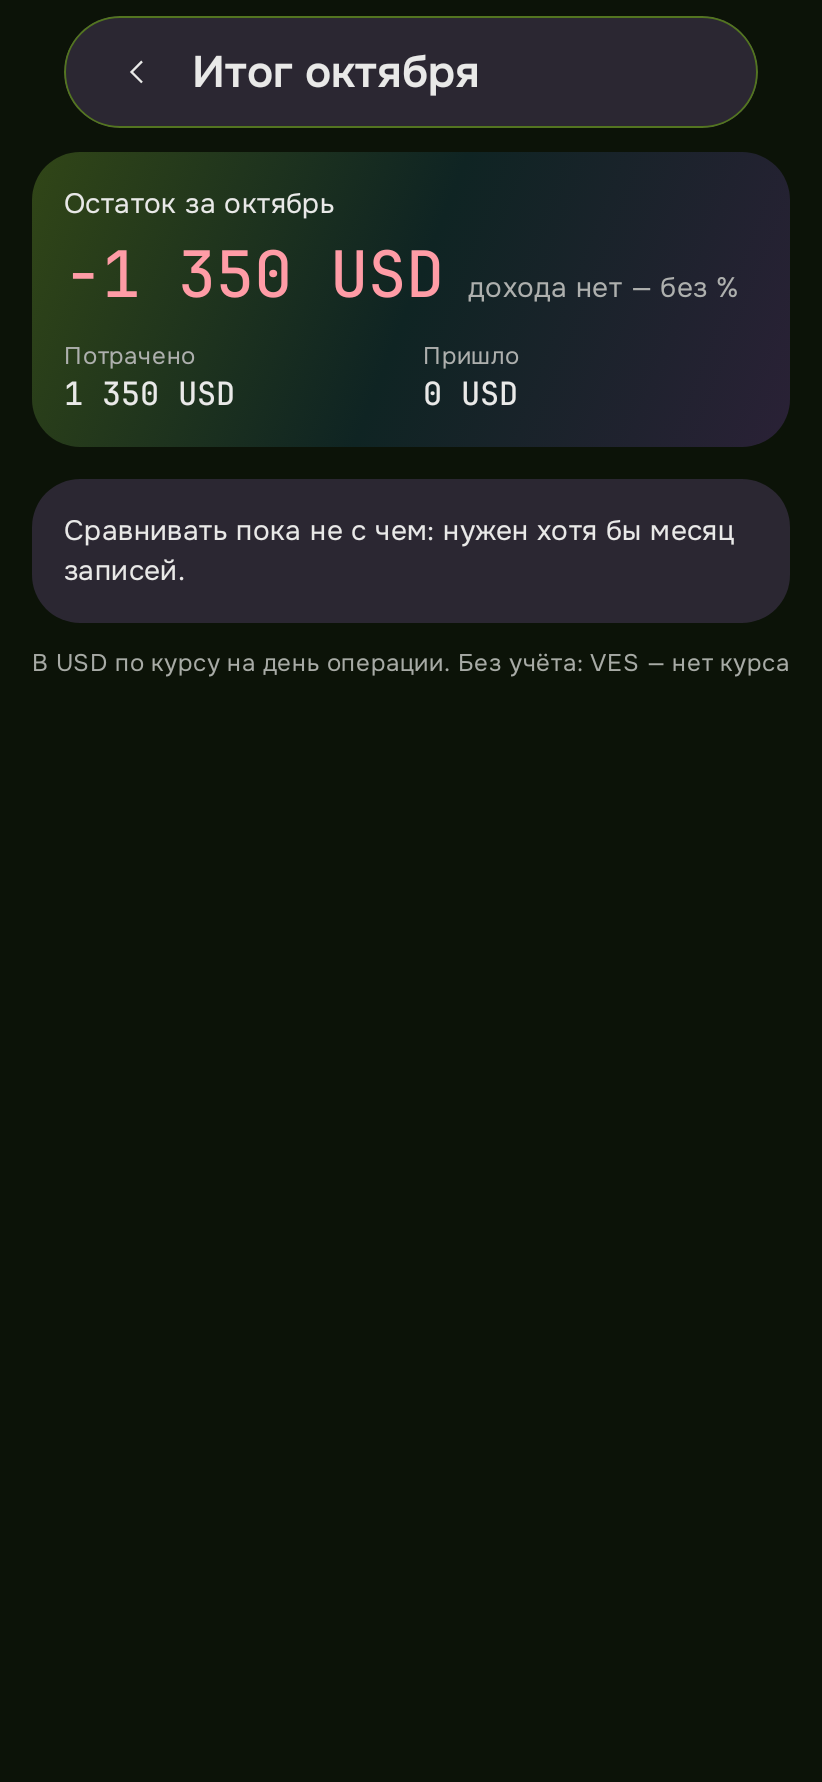 Итог октября
Остаток за октябрь
-1 350 USD доходa нет — без %
Потрачено Пришло
1 350 USD 0 USD
Сравнивать пока не с чем: нужен хотя бы месяц
записей.
В USD по курсу на день операции. Без учёта: VES — нет курса